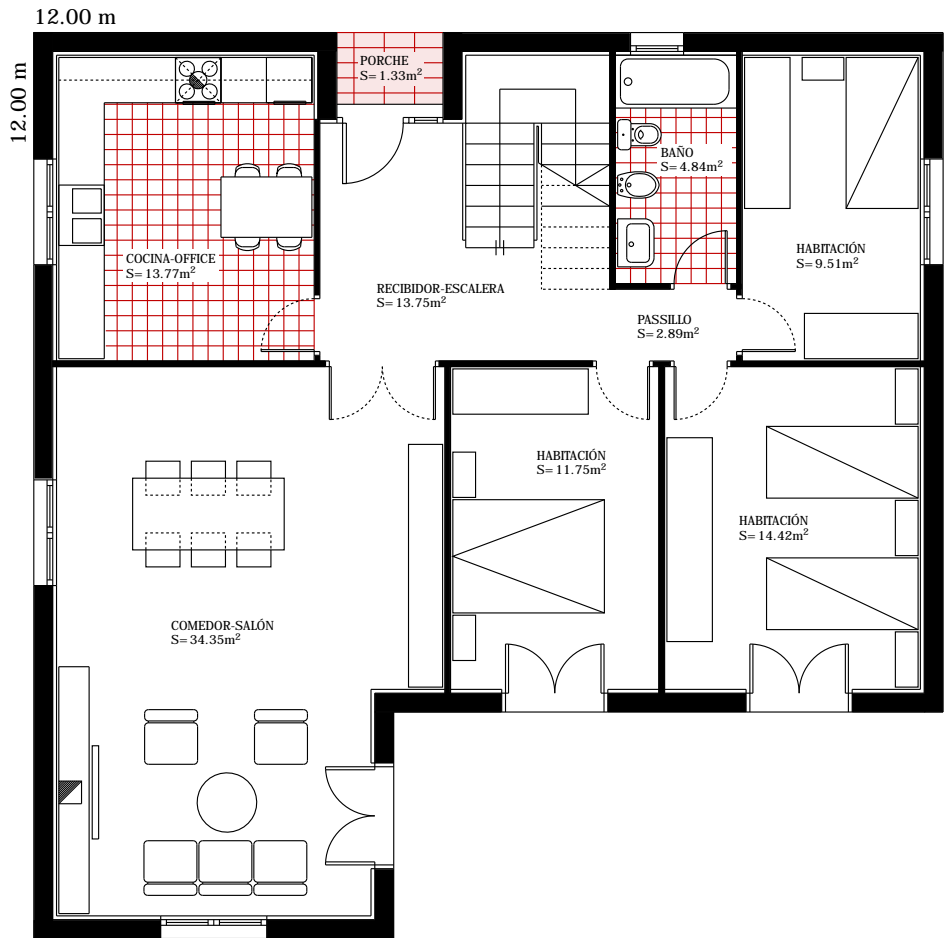 12.00 m
12.00 m
PORCHE
S=1.33m²
BAÑO
S=4.84m²
HABITACIÓN
S=9.51m²
COCINA-OFFICE
S=13.77m²
RECIBIDOR-ESCALERA
S=13.75m²
PASSILLO
S=2.89m²
HABITACIÓN
S=11.75m²
HABITACIÓN
S=14.42m²
COMEDOR-SALÓN
S=34.35m²